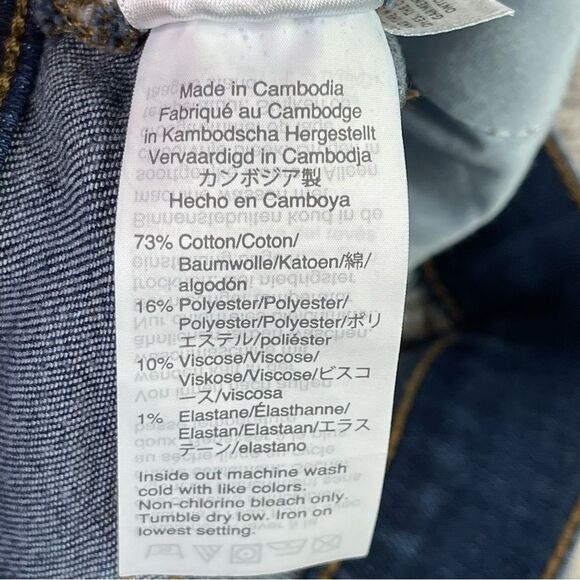 Made in Cambodia
Fabriqué au Cambodge
in Kambodscha Hergestellt
Vervaardigd in Cambodja
カンボジア製
Hecho en Camboya
73% Cotton/Coton/
Baumwolle/Katoen/綿/
algodón
16% Polyester/Polyester/
Polyester/Polyester/ポリ
エステル/poliéster
10% Viscose/Viscose/
Viskose/Viscose/ビスコ
ース/viscosa
1% Elastane/Élasthanne/
Elastan/Elastaan/エラス
テーン/elastano
Inside out machine wash
cold with like colors.
Non-chlorino bleach only.
Tumble dry low. Iron on
lowest setting.